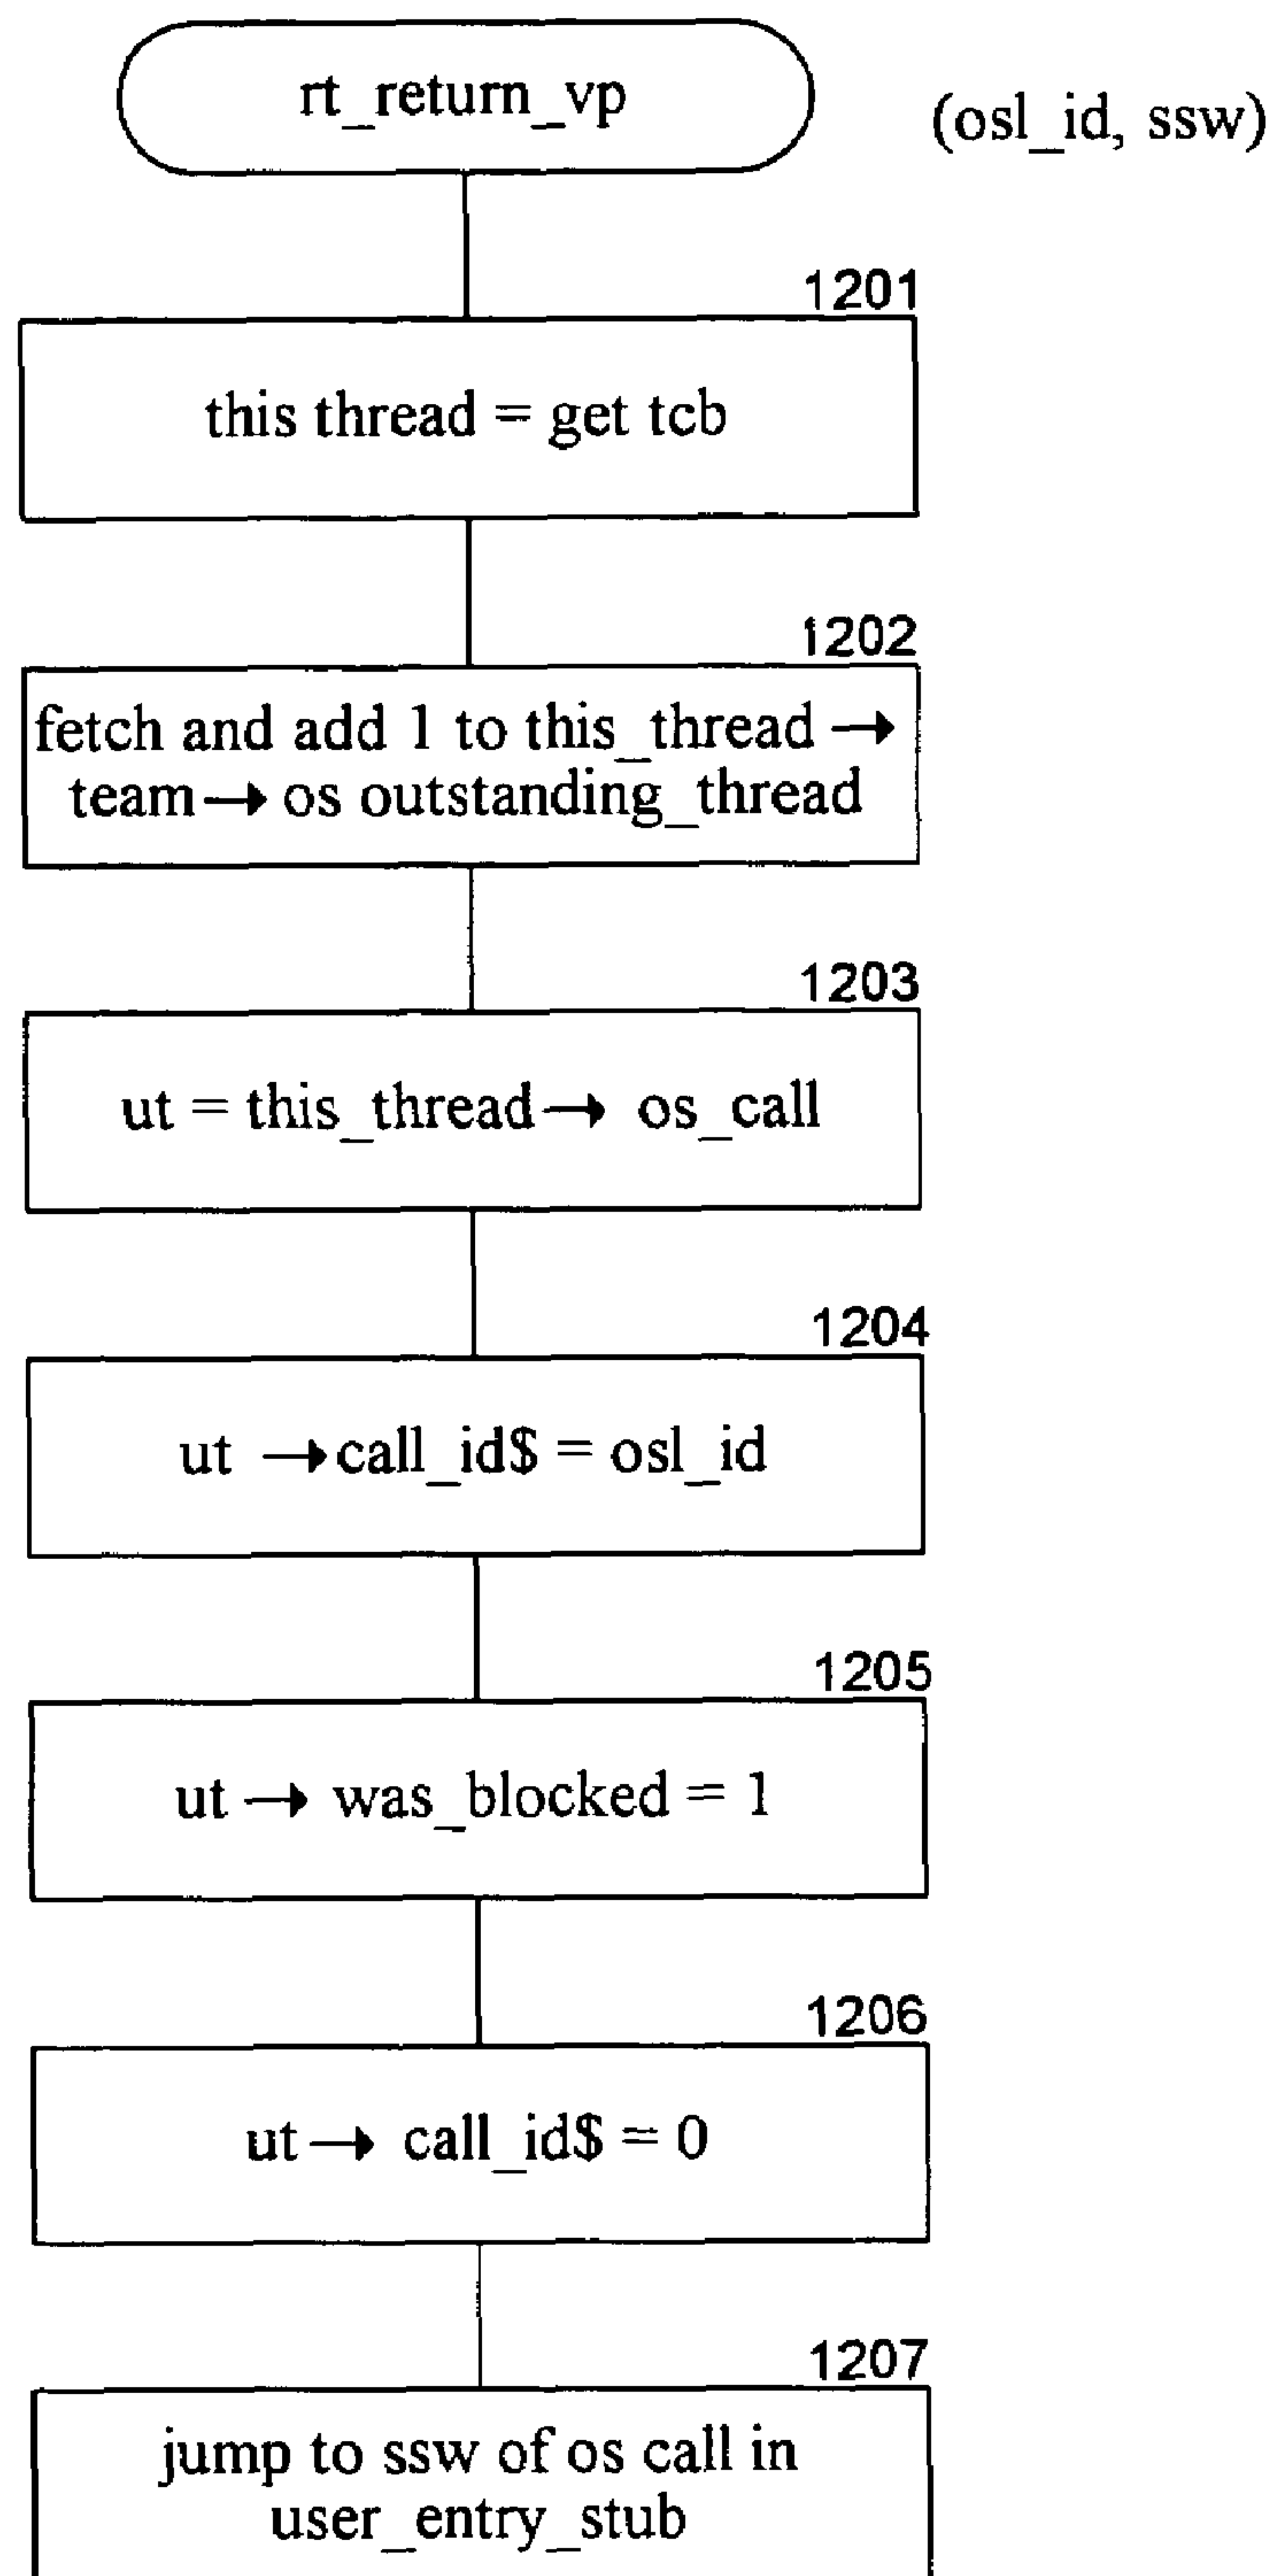 rt_return_vp
(osl_id, ssw)
1201
this thread = get tcb
1202
fetch and add 1 to this_thread →
team → os outstanding_thread
1203
ut = this_thread → os_call
1204
ut → call_id$ = osl_id
1205
ut → was_blocked = 1
1206
ut → call_id$ = 0
1207
jump to ssw of os call in
user_entry_stub